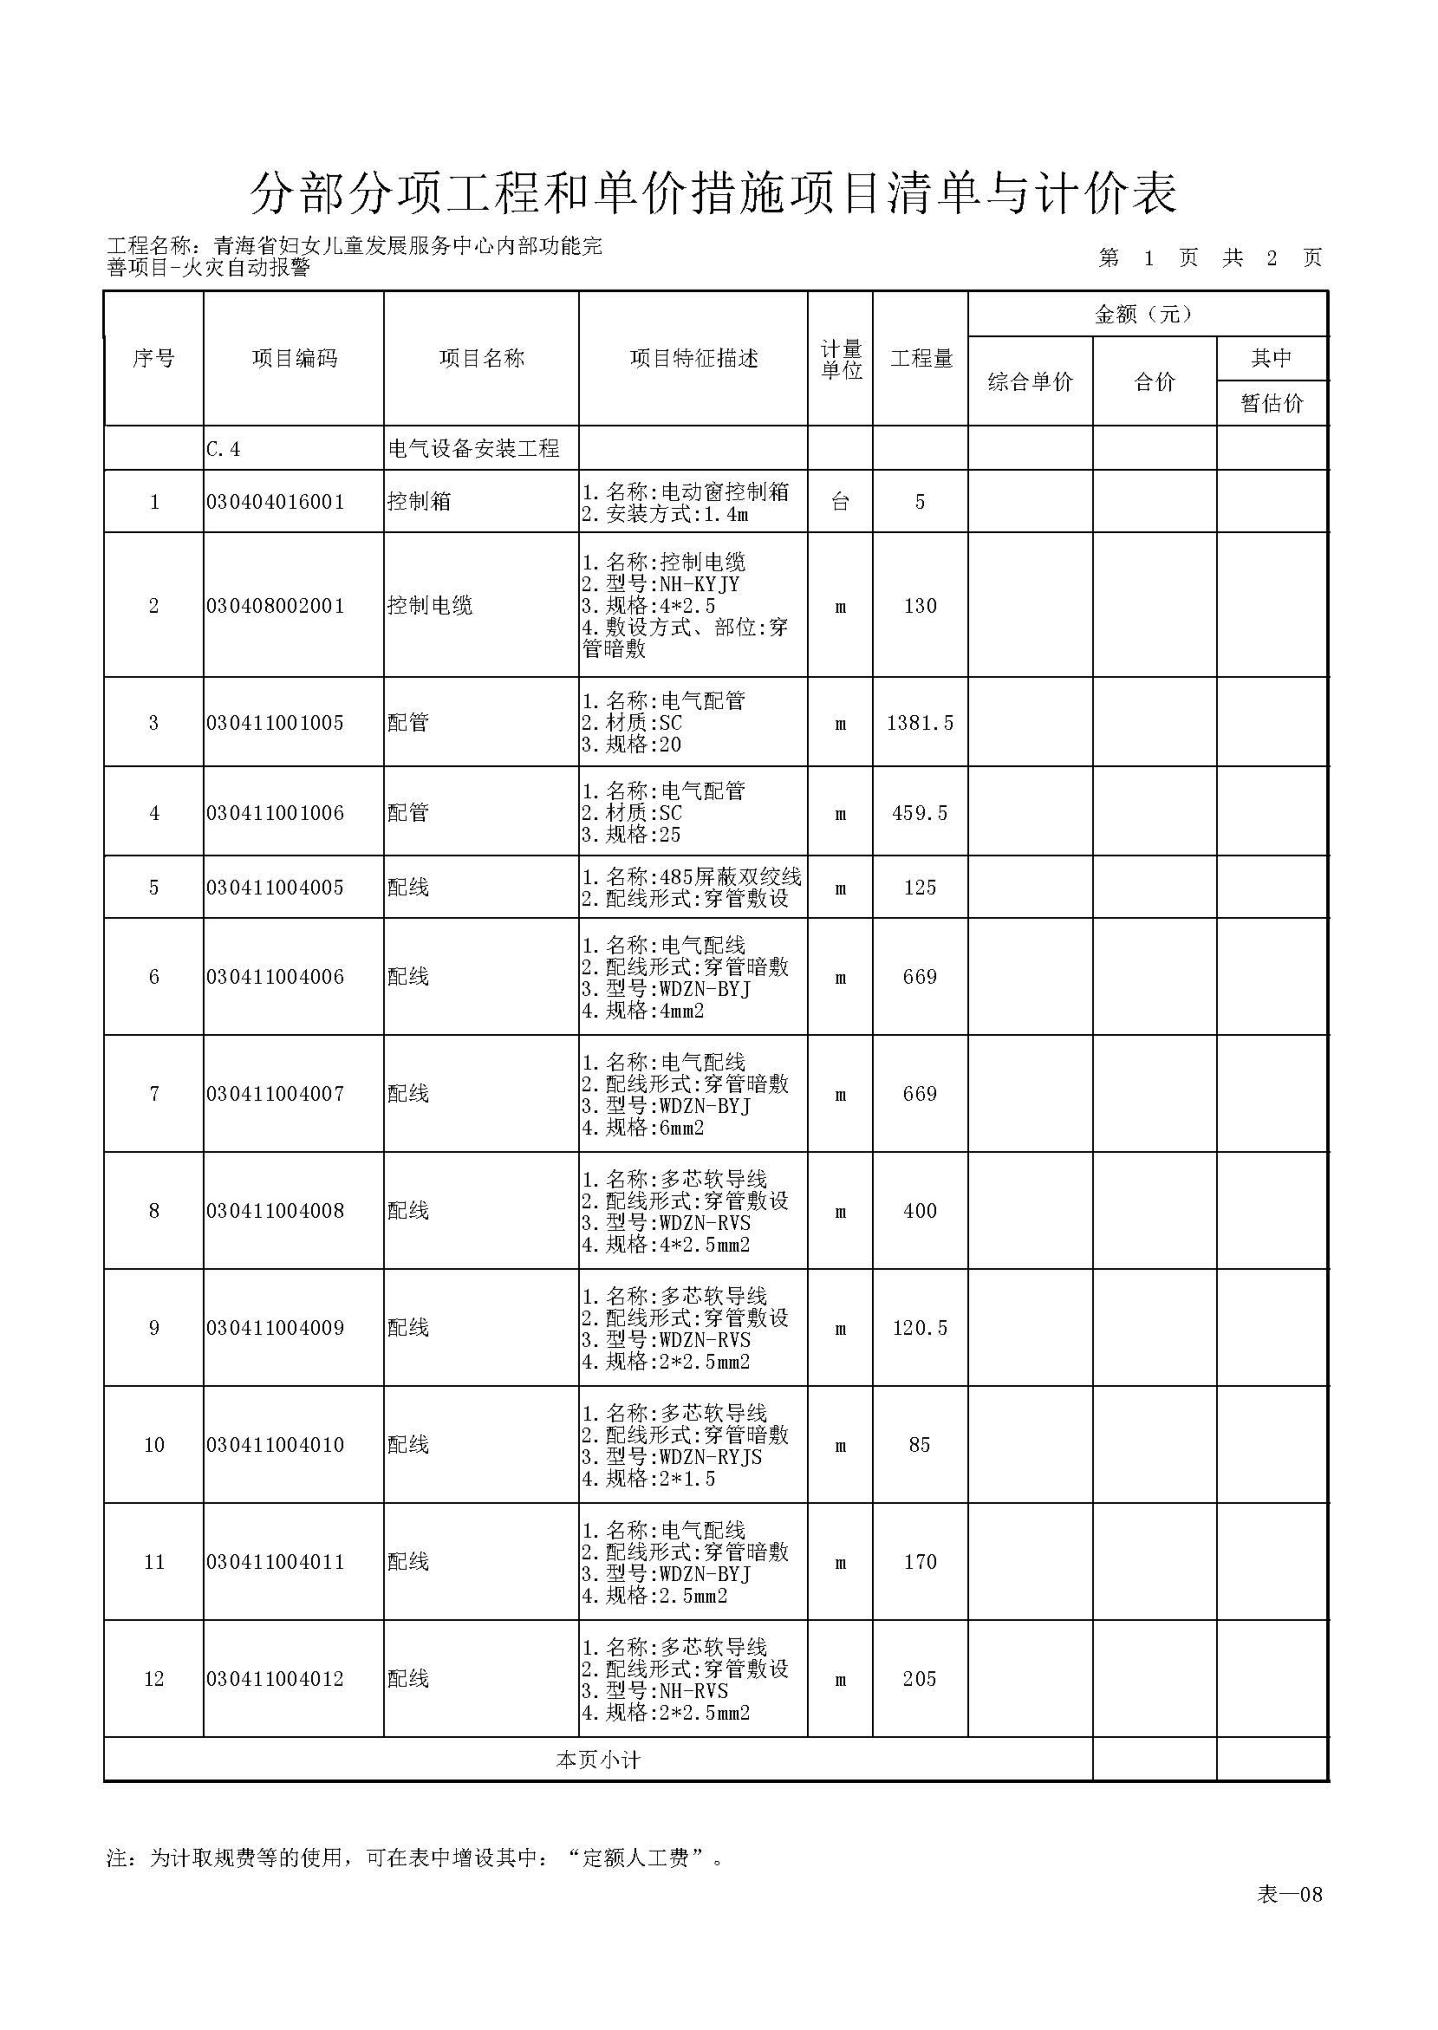 分部分项工程和单价措施项目清单与计价表
工程名称：青海省妇女儿童发展服务中心内部功能完
善项目-火灾自动报警
第 1 页 共 2 页
序号 项目编码 项目名称 项目特征描述 计量
单位 工程量 金额（元）
综合单价 合价 其中
暂估价
C.4 电气设备安装工程
1 030404016001 控制箱 1.名称:电动窗控制箱
2.安装方式:1.4m 台 5
2 030408002001 控制电缆 1.名称:控制电缆
2.型号:NH-KYJY
3.规格:4*2.5
4.敷设方式、部位:穿
管暗敷 m 130
3 030411001005 配管 1.名称:电气配管
2.材质:SC
3.规格:20 m 1381.5
4 030411001006 配管 1.名称:电气配管
2.材质:SC
3.规格:25 m 459.5
5 030411004005 配线 1.名称:485屏蔽双绞线
2.配线形式:穿管敷设 m 125
6 030411004006 配线 1.名称:电气配线
2.配线形式:穿管暗敷
3.型号:WDZN-BYJ
4.规格:4mm2 m 669
7 030411004007 配线 1.名称:电气配线
2.配线形式:穿管暗敷
3.型号:WDZN-BYJ
4.规格:6mm2 m 669
8 030411004008 配线 1.名称:多芯软导线
2.配线形式:穿管敷设
3.型号:WDZN-RVS
4.规格:4*2.5mm2 m 400
9 030411004009 配线 1.名称:多芯软导线
2.配线形式:穿管敷设
3.型号:WDZN-RVS
4.规格:2*2.5mm2 m 120.5
10 030411004010 配线 1.名称:多芯软导线
2.配线形式:穿管暗敷
3.型号:WDZN-RYJS
4.规格:2*1.5 m 85
11 030411004011 配线 1.名称:电气配线
2.配线形式:穿管暗敷
3.型号:WDZN-BYJ
4.规格:2.5mm2 m 170
12 030411004012 配线 1.名称:多芯软导线
2.配线形式:穿管敷设
3.型号:NH-RVS
4.规格:2*2.5mm2 m 205
本页小计
注：为计取规费等的使用，可在表中增设其中：“定额人工费”。
表—08